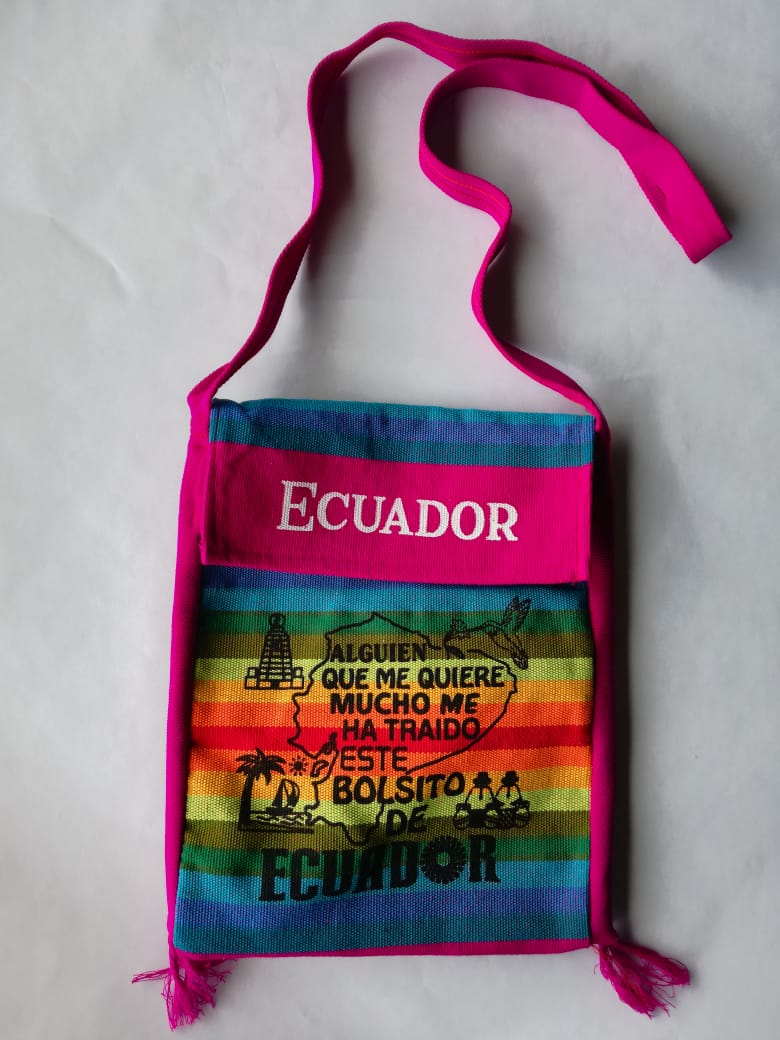 ECUADOR
ALGUIEN
QUE ME QUIERE
MUCHO ME
HA TRAIDO
ESTE
BOLSITO
DE
ECUADOR